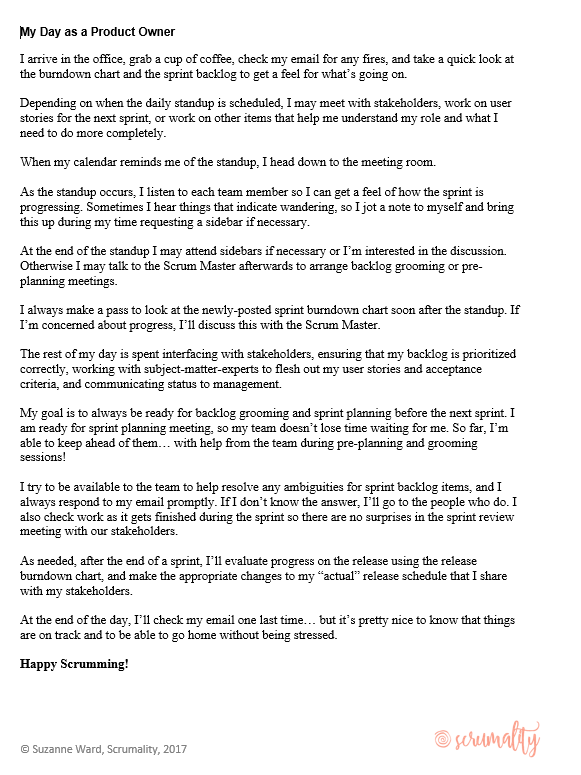 My Day as a Product Owner
I arrive in the office, grab a cup of coffee, check my email for any fires, and take a quick look at
the burndown chart and the sprint backlog to get a feel for what's going on.
Depending on when the daily standup is scheduled, I may meet with stakeholders, work on user
stories for the next sprint, or work on other items that help me understand my role and what I
need to do more completely.
When my calendar reminds me of the standup, I head down to the meeting room.
As the standup occurs, I listen to each team member so I can get a feel of how the sprint is
progressing. Sometimes I hear things that indicate wandering, so I jot a note to myself and bring
this up during my time requesting a sidebar if necessary.
At the end of the standup I may attend sidebars if necessary or I'm interested in the discussion.
Otherwise I may talk to the Scrum Master afterwards to arrange backlog grooming or pre-
planning meetings.
I always make a pass to look at the newly-posted sprint burndown chart soon after the standup. If
I'm concerned about progress, I'll discuss this with the Scrum Master.
The rest of my day is spent interfacing with stakeholders, ensuring that my backlog is prioritized
correctly, working with subject-matter-experts to flesh out my user stories and acceptance
criteria, and communicating status to management.
My goal is to always be ready for backlog grooming and sprint planning before the next sprint. I
am ready for sprint planning meeting, so my team doesn't lose time waiting for me. So far, I'm
able to keep ahead of them… with help from the team during pre-planning and grooming
sessions!
I try to be available to the team to help resolve any ambiguities for sprint backlog items, and I
always respond to my email promptly. If I don't know the answer, I'll go to the people who do. I
also check work as it gets finished during the sprint so there are no surprises in the sprint review
meeting with our stakeholders.
As needed, after the end of a sprint, I'll evaluate progress on the release using the release
burndown chart, and make the appropriate changes to my “actual” release schedule that I share
with my stakeholders.
At the end of the day, I'll check my email one last time… but it's pretty nice to know that things
are on track and to be able to go home without being stressed.
Happy Scrumming!
© Suzanne Ward, Scrumality, 2017
scrumality